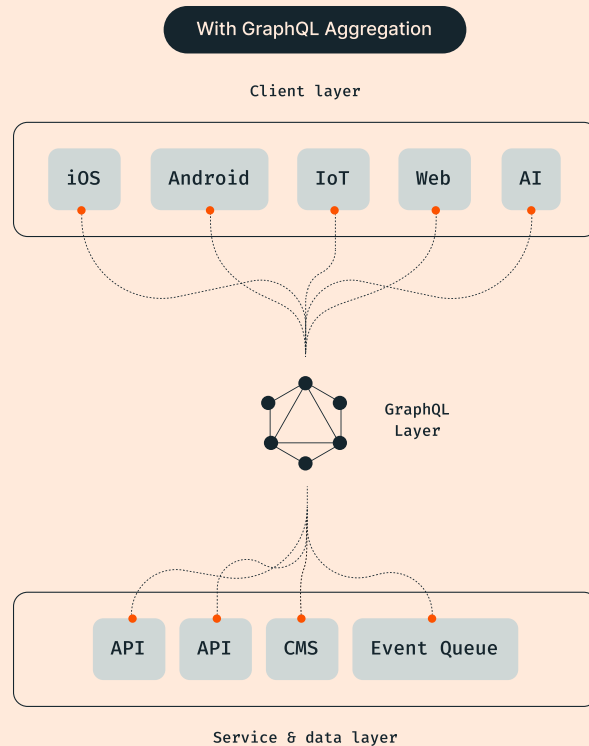 With GraphQL Aggregation
Client layer
iOS
Android
IoT
Web
AI
GraphQL
Layer
API
API
CMS
Event Queue
Service & data layer